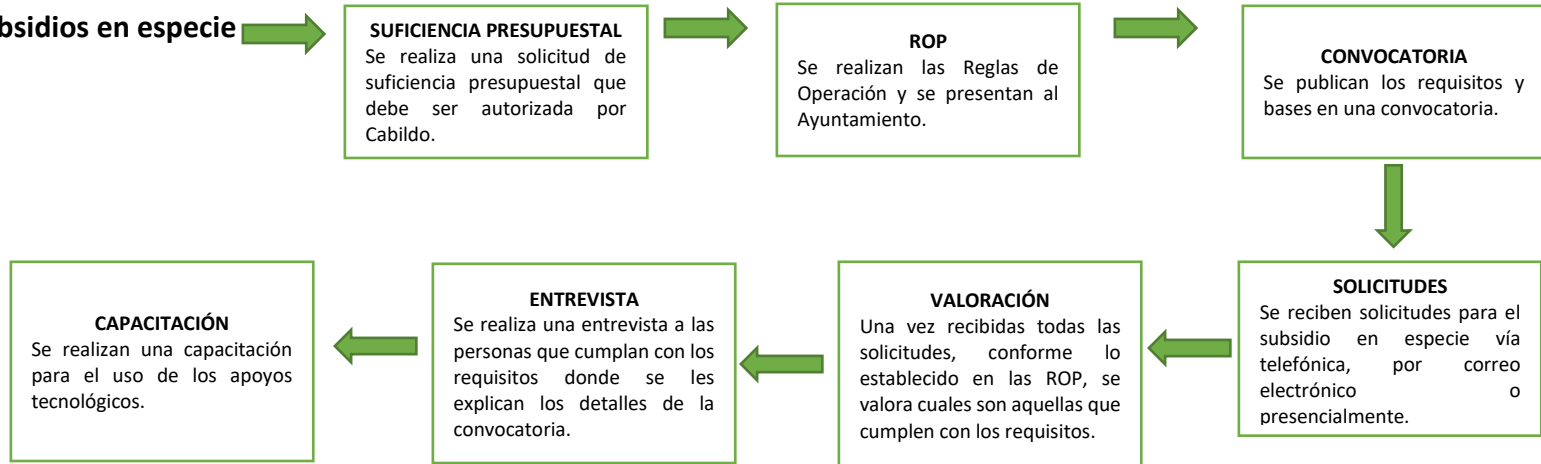 bsidios en especie
SUFICIENCIA PRESUPUESTAL
Se realiza una solicitud de
suficiencia presupuestal que
debe ser autorizada por
Cabildo.
ROP
Se realizan las Reglas de
Operación y se presentan al
Ayuntamiento.
CONVOCATORIA
Se publican los requisitos y
bases en una convocatoria.
SOLICITUDES
Se reciben solicitudes para el
subsidio en especie vía
telefónica, por correo
electrónico o
presencialmente.
VALORACIÓN
Una vez recibidas todas las
solicitudes, conforme lo
establecido en las ROP, se
valora cuales son aquellas que
cumplen con los requisitos.
ENTREVISTA
Se realiza una entrevista a las
personas que cumplan con los
requisitos donde se les
explican los detalles de la
convocatoria.
CAPACITACIÓN
Se realizan una capacitación
para el uso de los apoyos
tecnológicos.